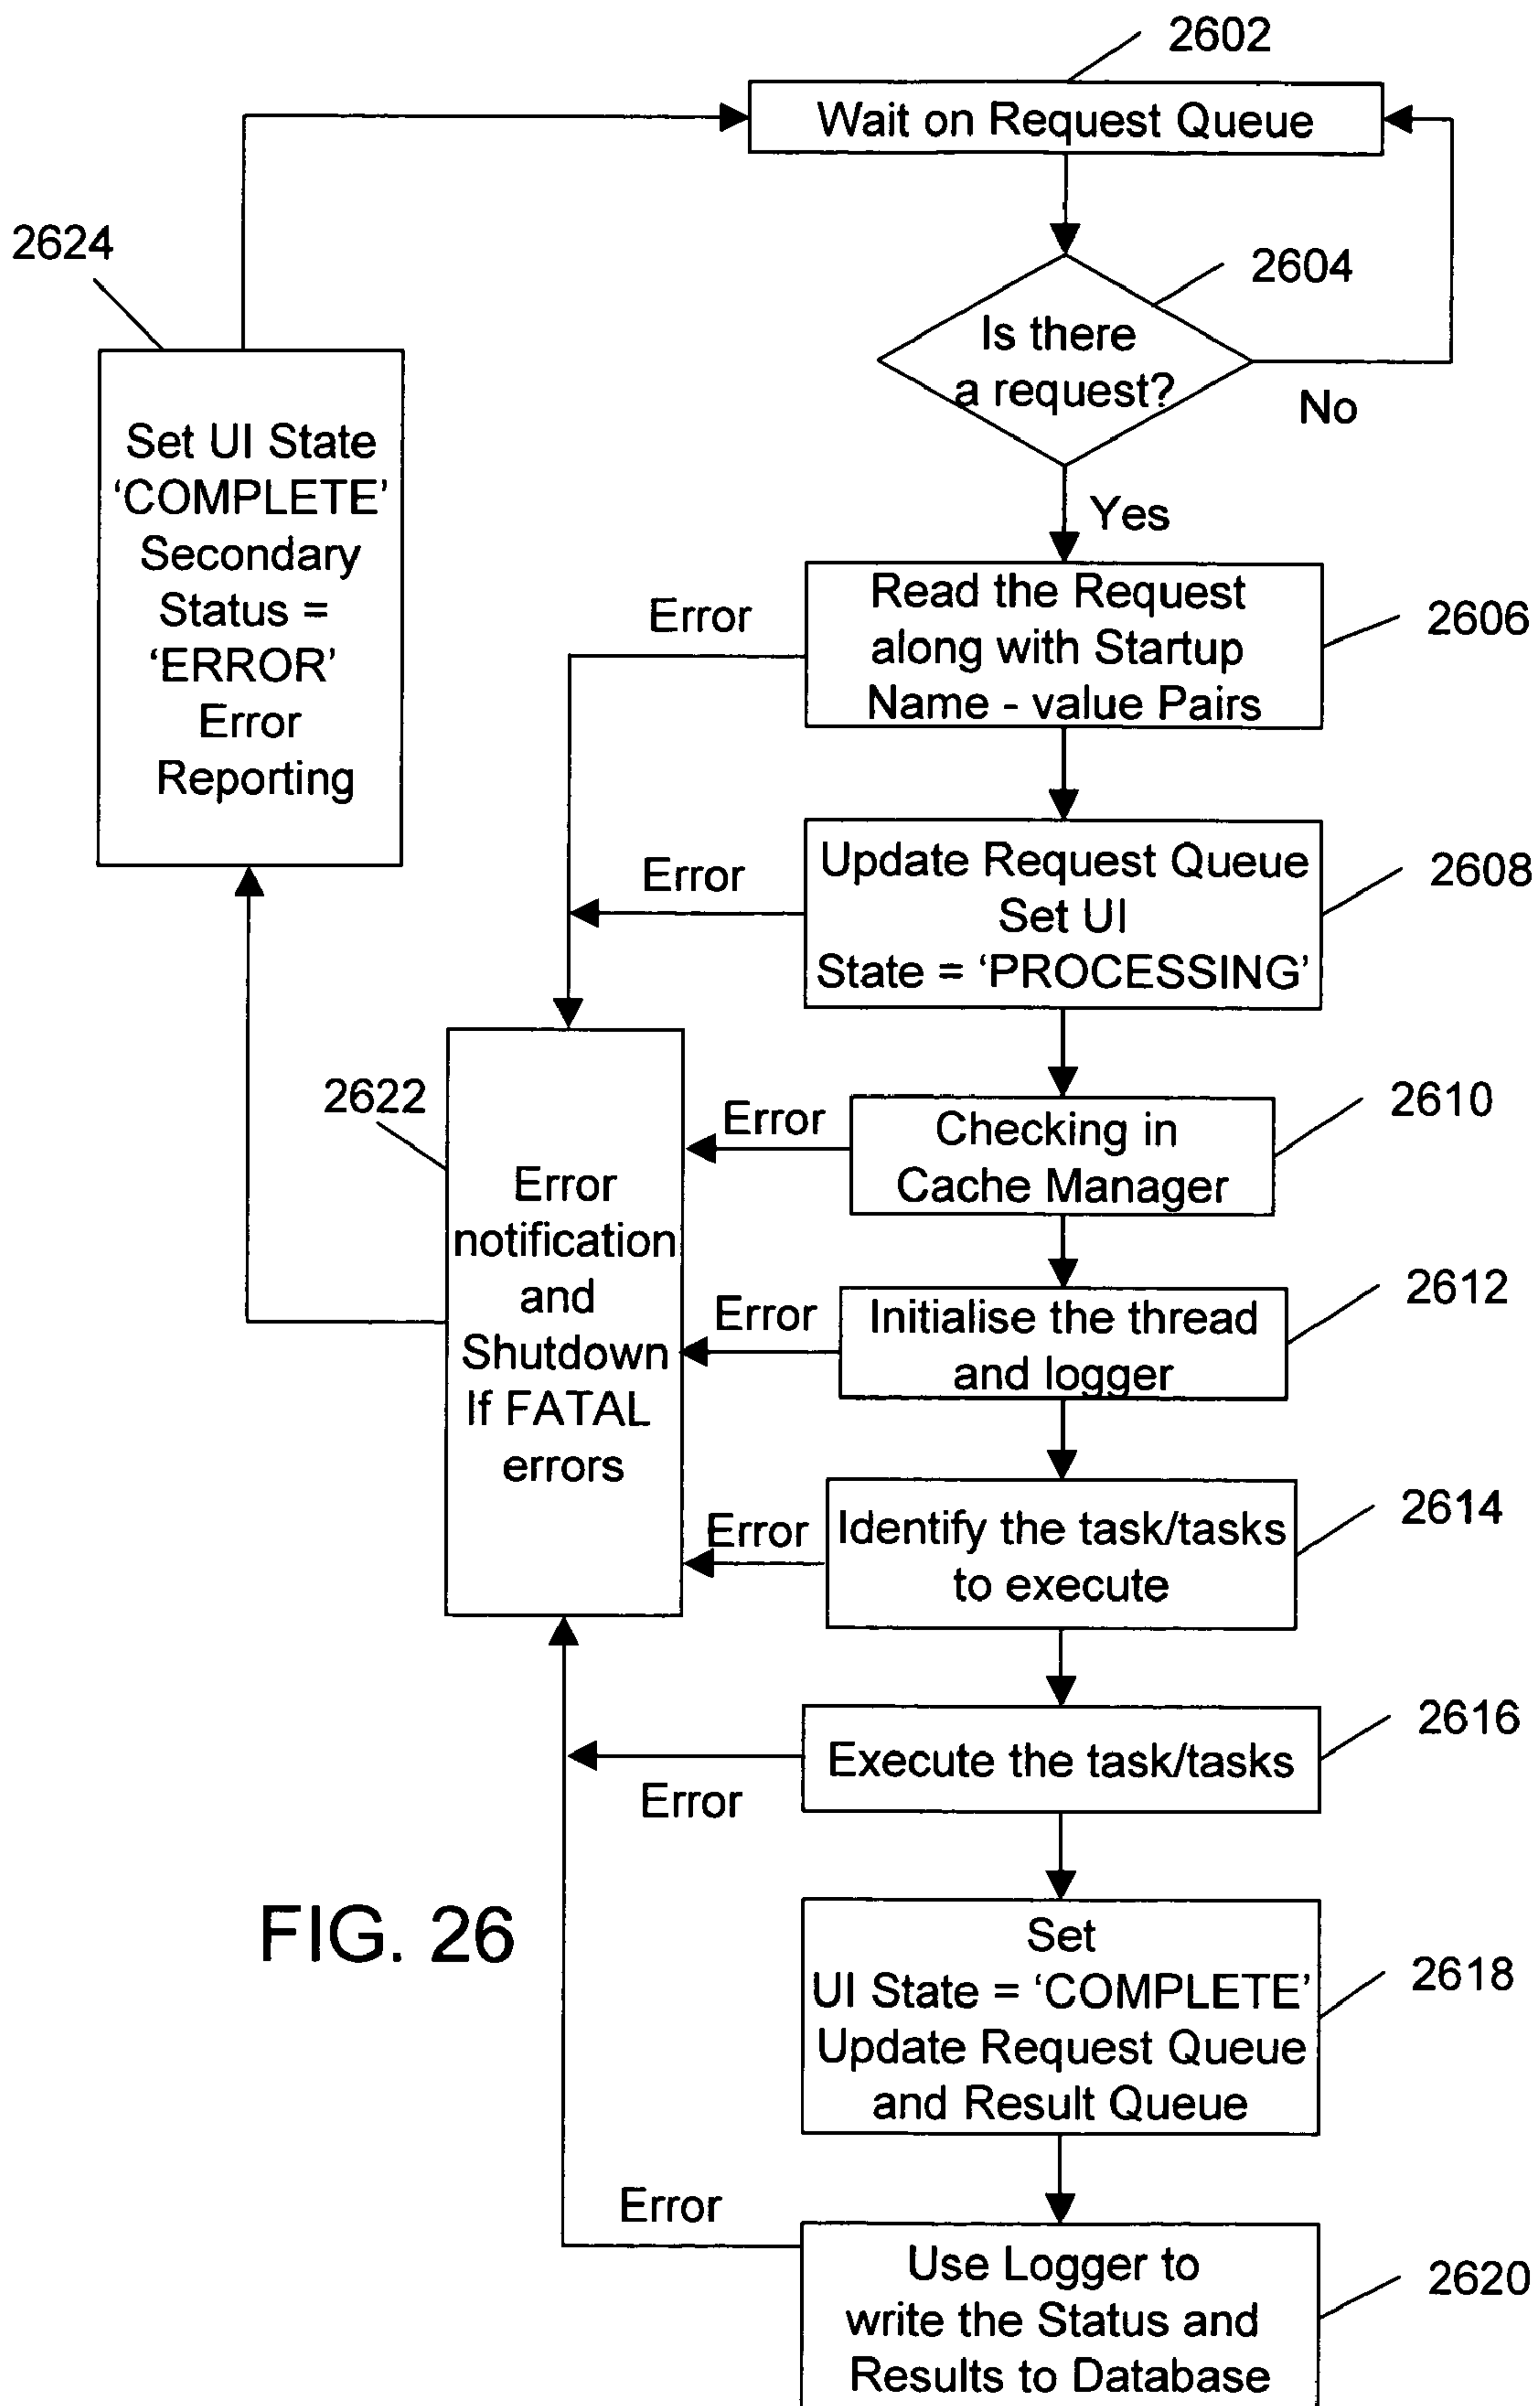 2602
Wait on Request Queue
2624
2604
Is there
a request?
No
Yes
Set UI State
‘COMPLETE’
Secondary
Status =
‘ERROR’
Error
Reporting
Error
Read the Request
along with Startup
Name - value Pairs
2606
Error
Update Request Queue
Set UI
State = ‘PROCESSING’
2608
2622
Error
notification
and
Shutdown
If FATAL
errors
Error
Checking in
Cache Manager
2610
Error
Initialise the thread
and logger
2612
Error
Identify the task/tasks
to execute
2614
Execute the task/tasks
2616
Error
FIG. 26
Set
UI State = ‘COMPLETE’
Update Request Queue
and Result Queue
2618
Error
Use Logger to
write the Status and
Results to Database
2620